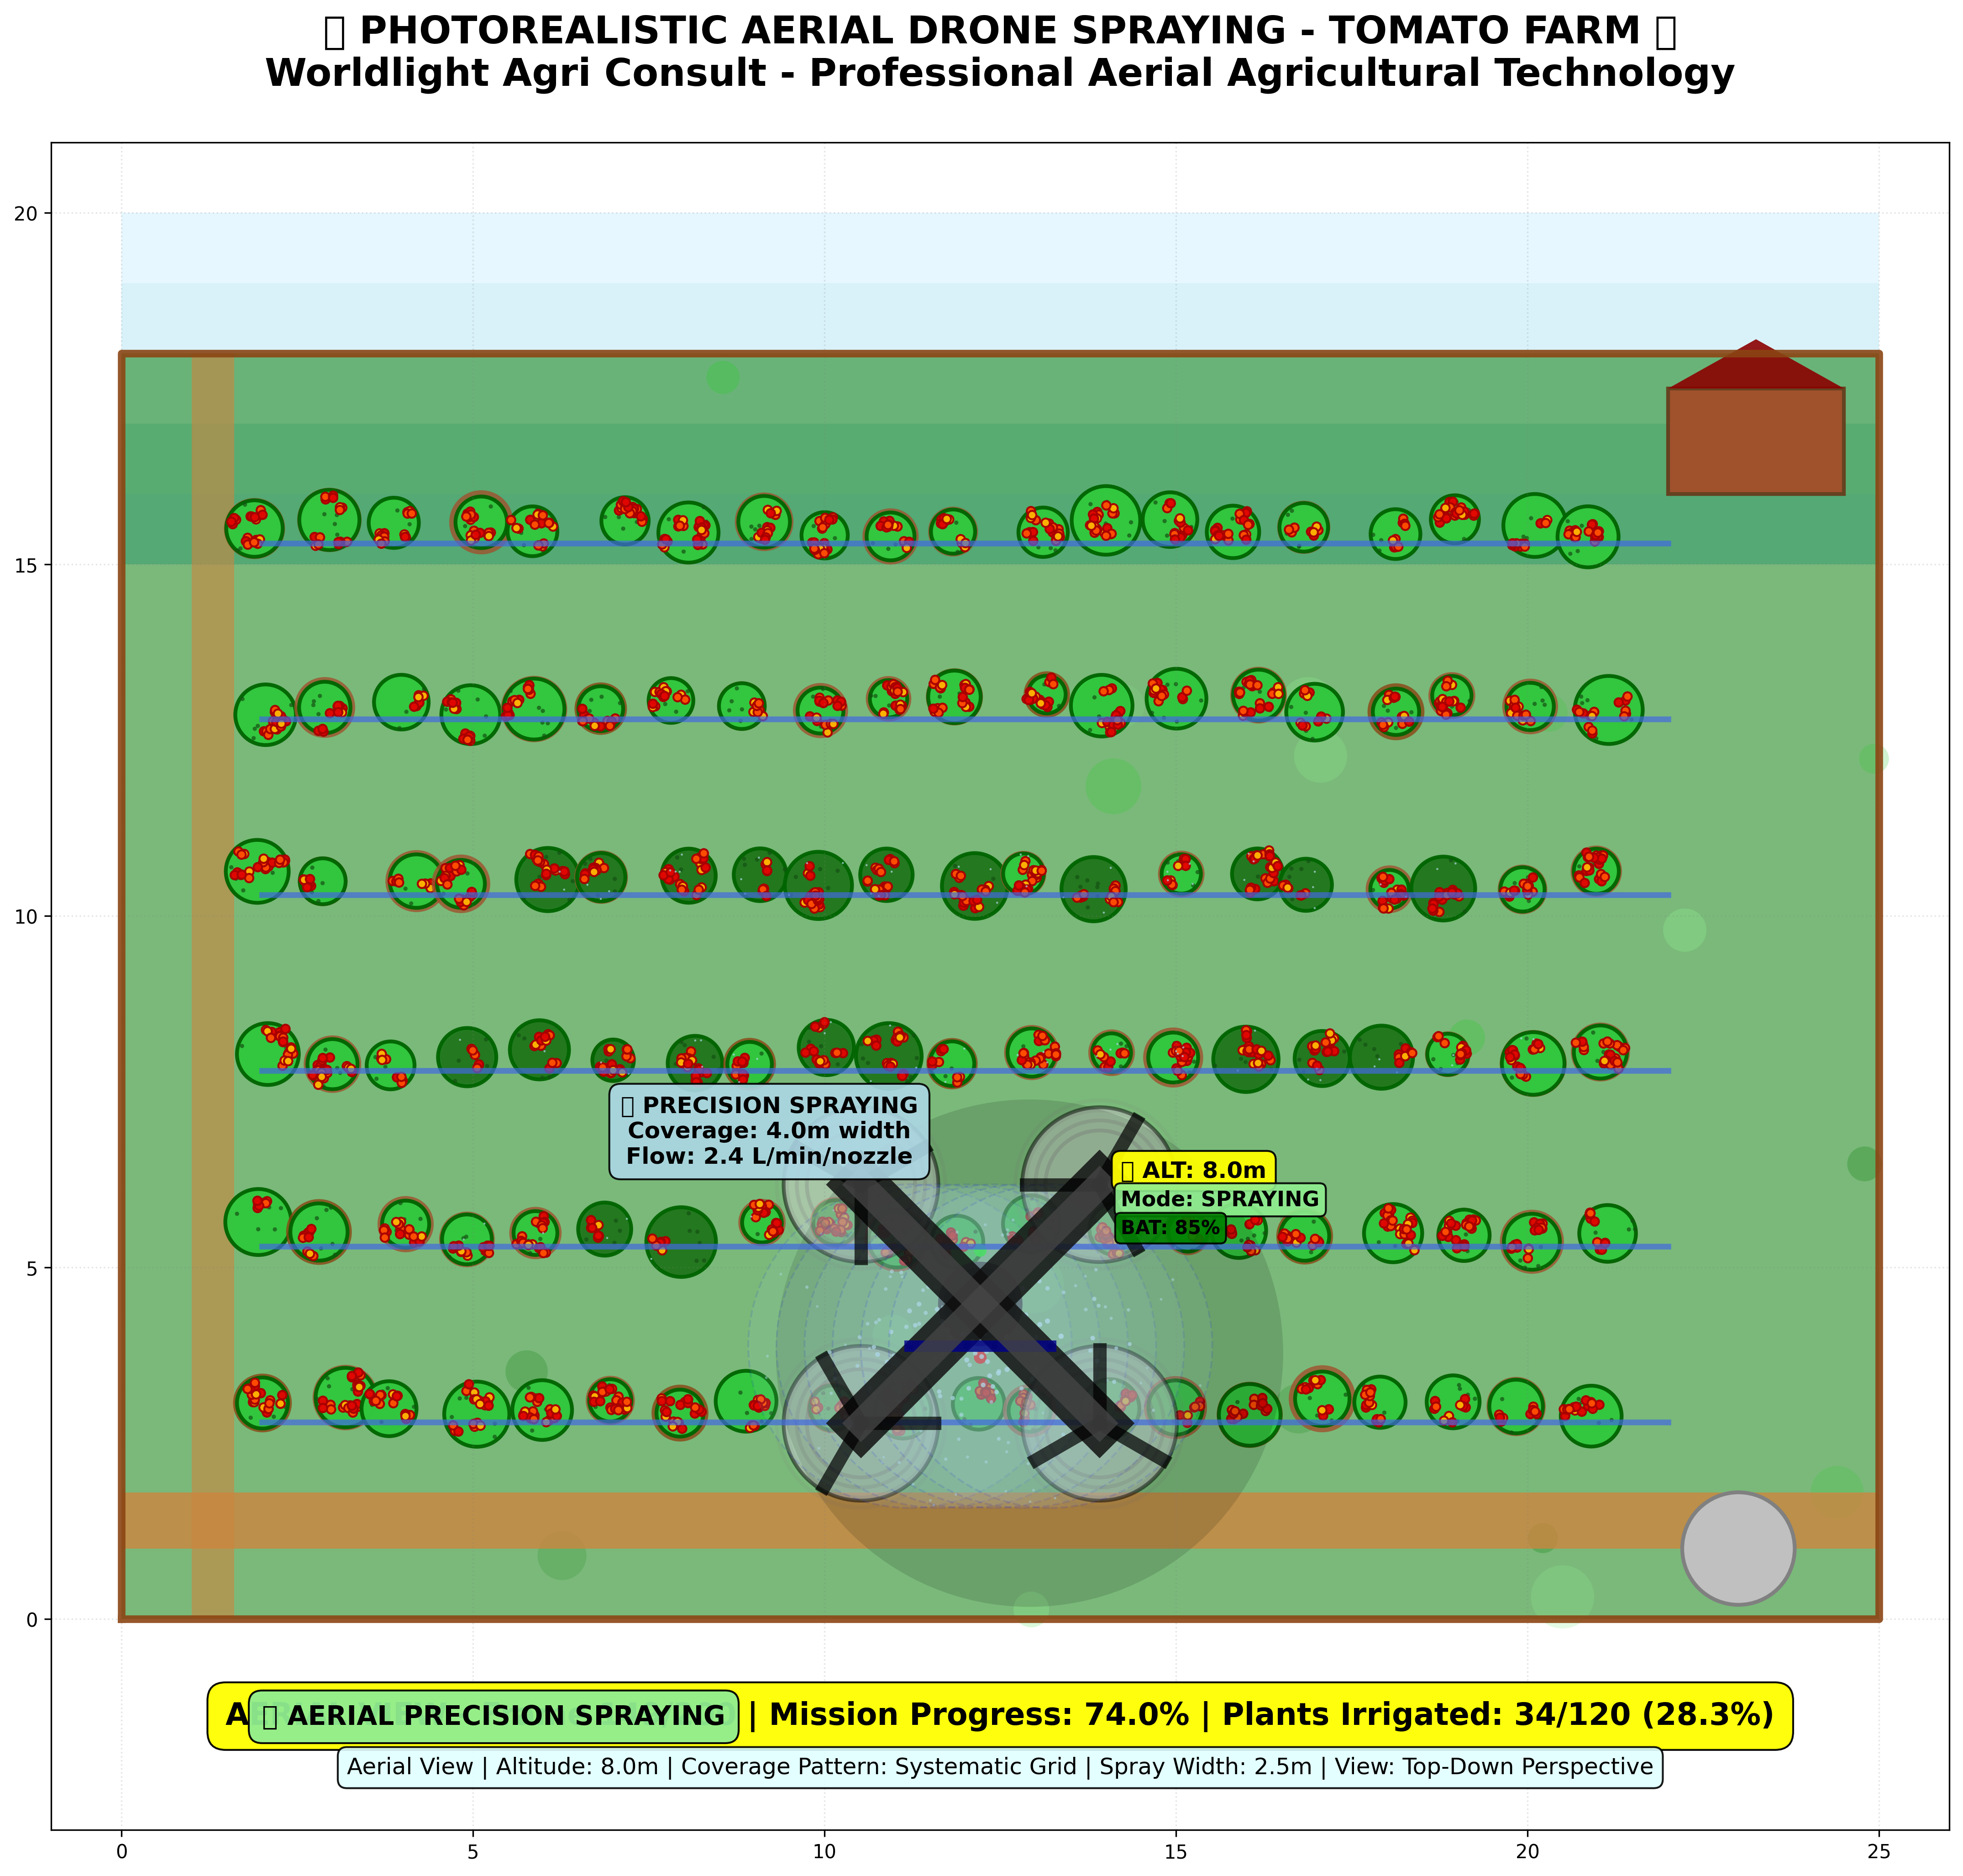 PHOTOREALISTIC AERIAL DRONE SPRAYING - TOMATO FARM
Worldlight Agri Consult - Professional Aerial Agricultural Technology
20
15
10
5
0
PRECISION SPRAYING
Coverage: 4.0m width
Flow: 2.4 L/min/nozzle
ALT: 8.0m
Mode: SPRAYING
BAT: 85%
AERIAL PRECISION SPRAYING | Mission Progress: 74.0% | Plants Irrigated: 34/120 (28.3%)
Aerial View | Altitude: 8.0m | Coverage Pattern: Systematic Grid | Spray Width: 2.5m | View: Top-Down Perspective
0 5 10 15 20 25